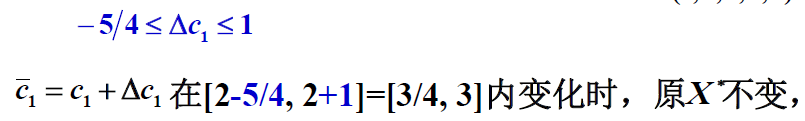 − 5/4 ≤ Δc₁ ≤ 1
c̄₁ = c₁ + Δc₁ 在[2-5/4, 2+1]=[3/4, 3]内变化时，原X*不变，